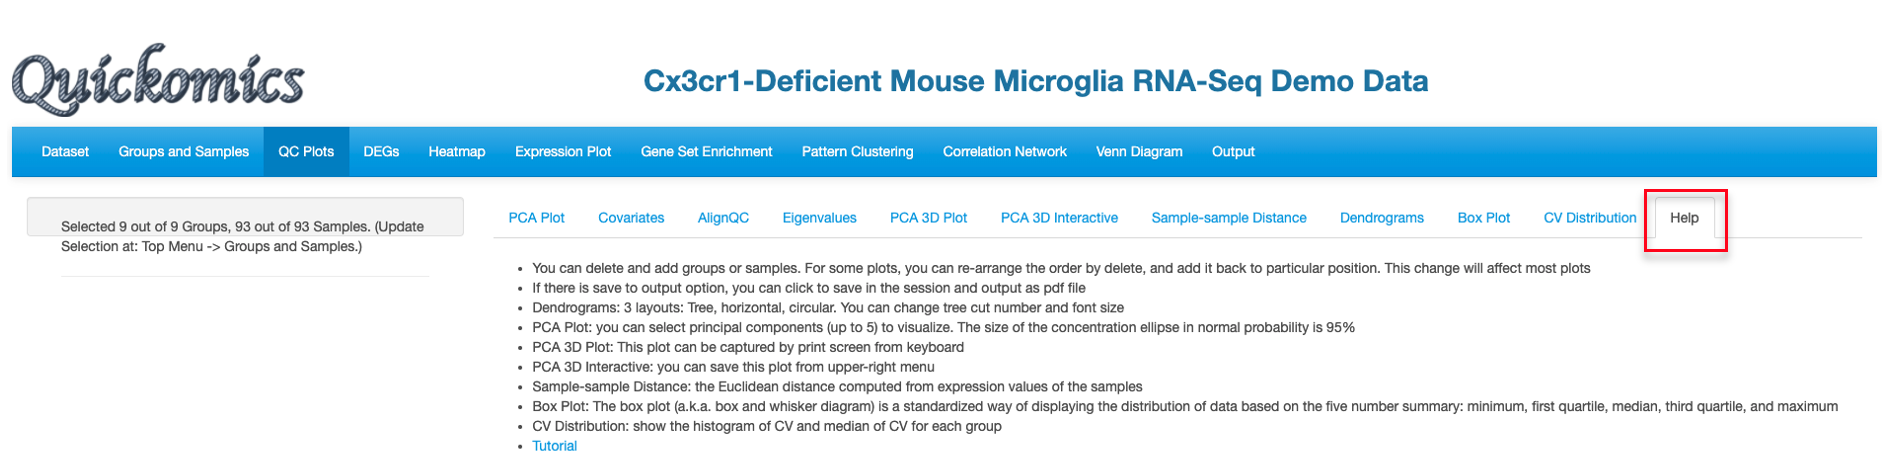 Quickomics
Cx3cr1-Deficient Mouse Microglia RNA-Seq Demo Data
Dataset Groups and Samples QC Plots DEGs Heatmap Expression Plot Gene Set Enrichment Pattern Clustering Correlation Network Venn Diagram Output
Selected 9 out of 9 Groups, 93 out of 93 Samples. (Update
Selection at: Top Menu -> Groups and Samples.)
PCA Plot Covariates AlignQC Eigenvalues PCA 3D Plot PCA 3D Interactive Sample-sample Distance Dendrograms Box Plot CV Distribution Help
• You can delete and add groups or samples. For some plots, you can re-arrange the order by delete, and add it back to particular position. This change will affect most plots
• If there is save to output option, you can click to save in the session and output as pdf file
• Dendrograms: 3 layouts: Tree, horizontal, circular. You can change tree cut number and font size
• PCA Plot: you can select principal components (up to 5) to visualize. The size of the concentration ellipse in normal probability is 95%
• PCA 3D Plot: This plot can be captured by print screen from keyboard
• PCA 3D Interactive: you can save this plot from upper-right menu
• Sample-sample Distance: the Euclidean distance computed from expression values of the samples
• Box Plot: The box plot (a.k.a. box and whisker diagram) is a standardized way of displaying the distribution of data based on the five number summary: minimum, first quartile, median, third quartile, and maximum
• CV Distribution: show the histogram of CV and median of CV for each group
• Tutorial